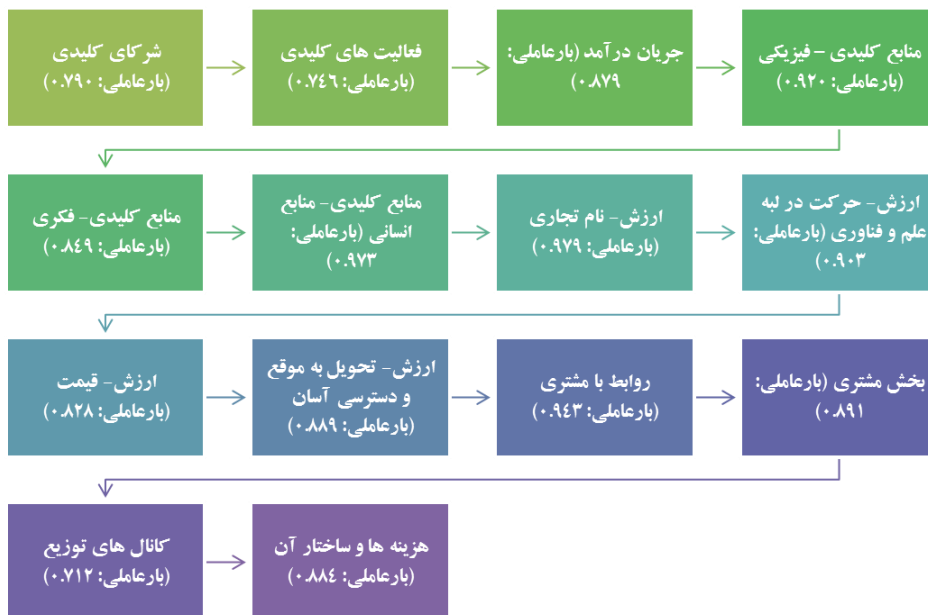 شرکای کلیدی
(بارعاملی: ۰.۷۹۰)
فعالیت های کلیدی
(بارعاملی: ۰.۷٤٦)
جریان درآمد (بارعاملی:
۰.۸۷۹
منابع کلیدی – فیزیکی
(بارعاملی: ۰.۹۲۰)
منابع کلیدی- فکری
(بارعاملی: ۰.۸٤۹)
منابع کلیدی- منابع
انسانی (بارعاملی:
۰.۹۷۳)
ارزش- نام تجاری
(بارعاملی: ۰.۹۷۹)
ارزش- حرکت در لبه
علم و فناوری (بارعاملی:
۰.۹۰۳)
ارزش- قیمت
(بارعاملی: ۰.۸۲۸)
ارزش- تحویل به موقع
و دسترسی آسان
(بارعاملی: ۰.۸۸۹)
روابط با مشتری
(بارعاملی: ۰.۹٤۳)
بخش مشتری (بارعاملی:
۰.۸۹۱
کانال های توزیع
(بارعاملی: ۰.۷۱۲)
هزینه ها و ساختار آن
(بارعاملی: ۰.۸۸٤)